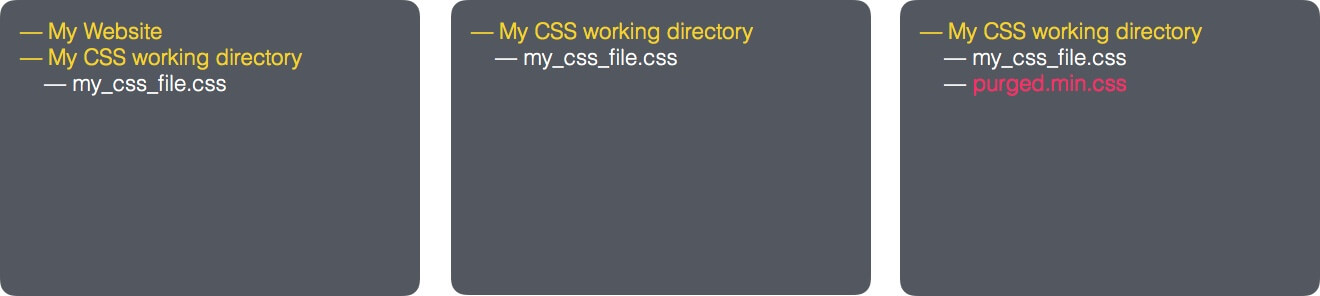 — My Website
— My CSS working directory
— my_css_file.css
— My CSS working directory
— my_css_file.css
— My CSS working directory
— my_css_file.css
— purged.min.css